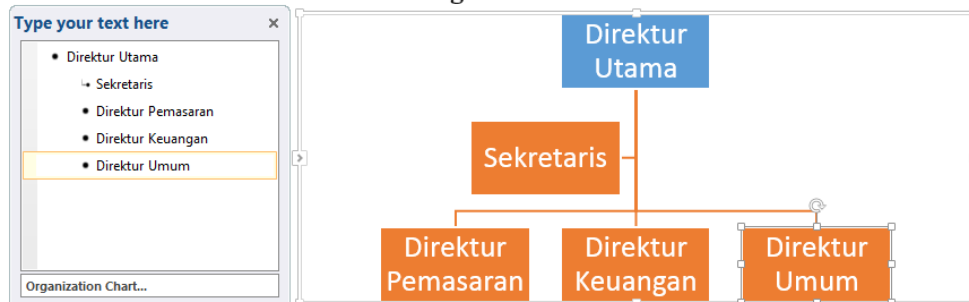 Type your text here
Direktur Utama
Sekretaris
Direktur Pemasaran
Direktur Keuangan
Direktur Umum
Organization Chart...
Direktur
Utama
Sekretaris
Direktur
Pemasaran
Direktur
Keuangan
Direktur
Umum